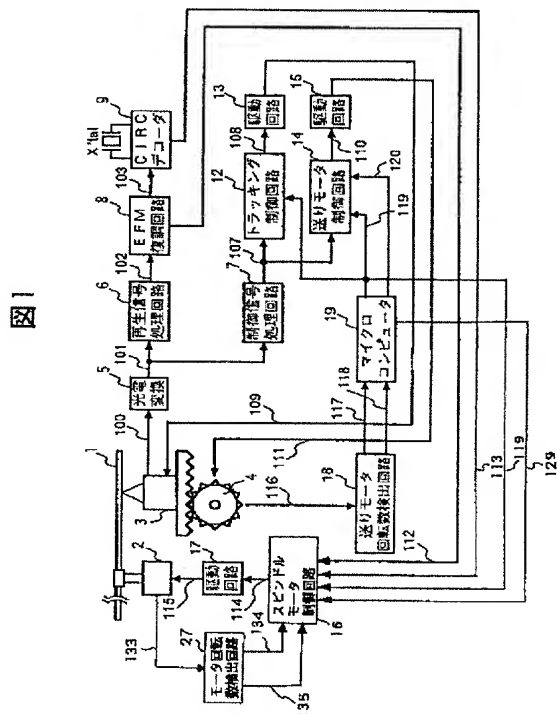 図1
1
2
133
3
4
100
5
光電
変換
101
6
再生信号
処理回路
102
8
EFM
復調回路
103
X'tal
9
CIRC
デコーダ
7
制御信号
処理回路
107
12
トラッキング
制御回路
108
13
駆動
回路
14
送りモータ
制御回路
110
15
駆動
回路
120
119
109
111
116
17
駆動
回路
115
114
27
モータ回転
数検出回路
134
35
スピンドル
モータ
制御回路
16
18
送りモータ
回転数検出回路
117
118
19
マイクロ
コンピュータ
112
113
119
129